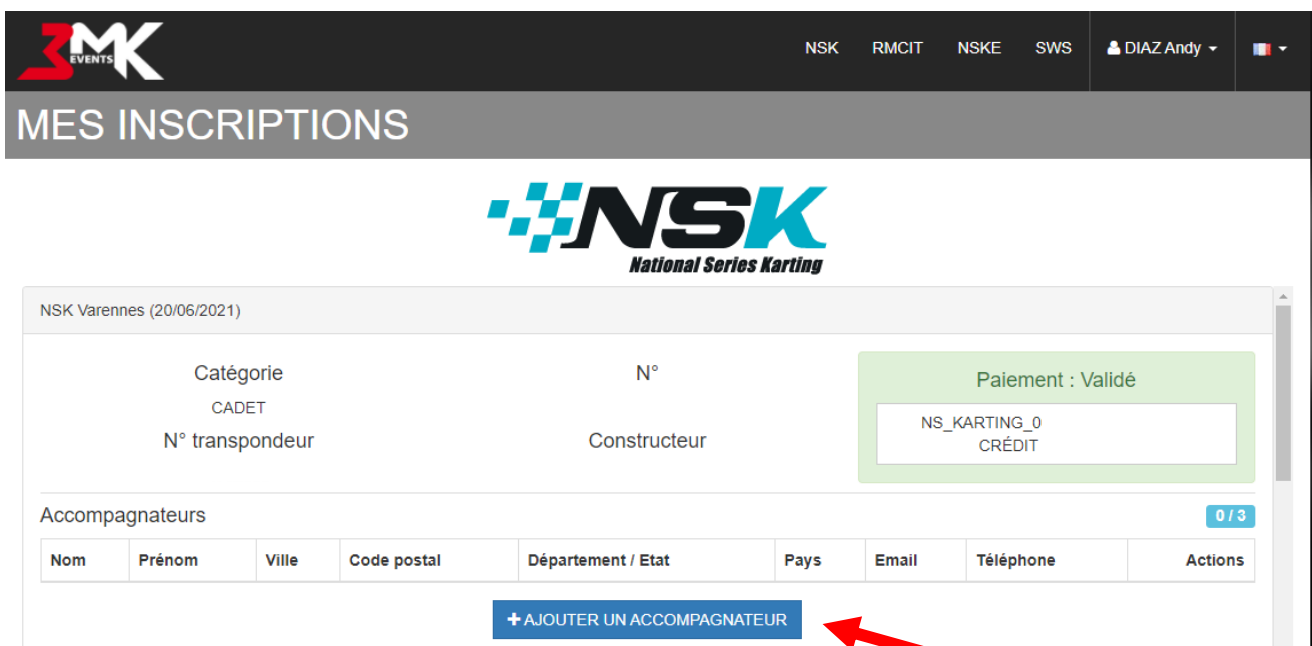 3MK EVENTS
NSK RMCIT NSKE SWS DIAZ Andy
MES INSCRIPTIONS
NSK
National Series Karting
NSK Varennes (20/06/2021)
Catégorie N° Paiement : Validé
CADET NS_KARTING_0
N° transpondeur Constructeur CRÉDIT
Accompagnateurs 0 / 3
Nom Prénom Ville Code postal Département / Etat Pays Email Téléphone Actions
+ AJOUTER UN ACCOMPAGNATEUR